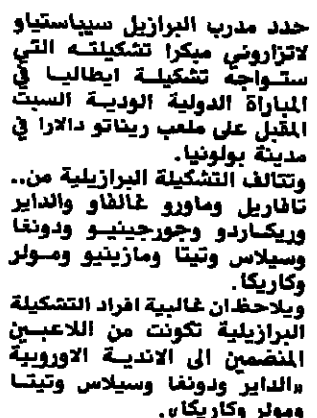 حدد مدرب البرازيل سيباستياو
لاتزاروني مبكرا تشكيلته التي
ستواجه تشكيلة ايطاليا في
المباراة الدولية الودية السبت
المقبل على ملعب ريناتو دالارا في
مدينة بولونيا.
وتتالف التشكيلة البرازيلية من..
تافاريل وماورو غالفاو والداير
وريكاردو وجورجينيو ودونغا
وسيلاس وتيتا ومازينيو ومولر
وكاريكا.
ويلاحظ ان غالبية افراد التشكيلة
البرازيلية تكونت من اللاعبين
المنضمين الى الاندية الاوروبية
«الداير ودونغا وسيلاس وتيتا
ومولر وكاريكا».